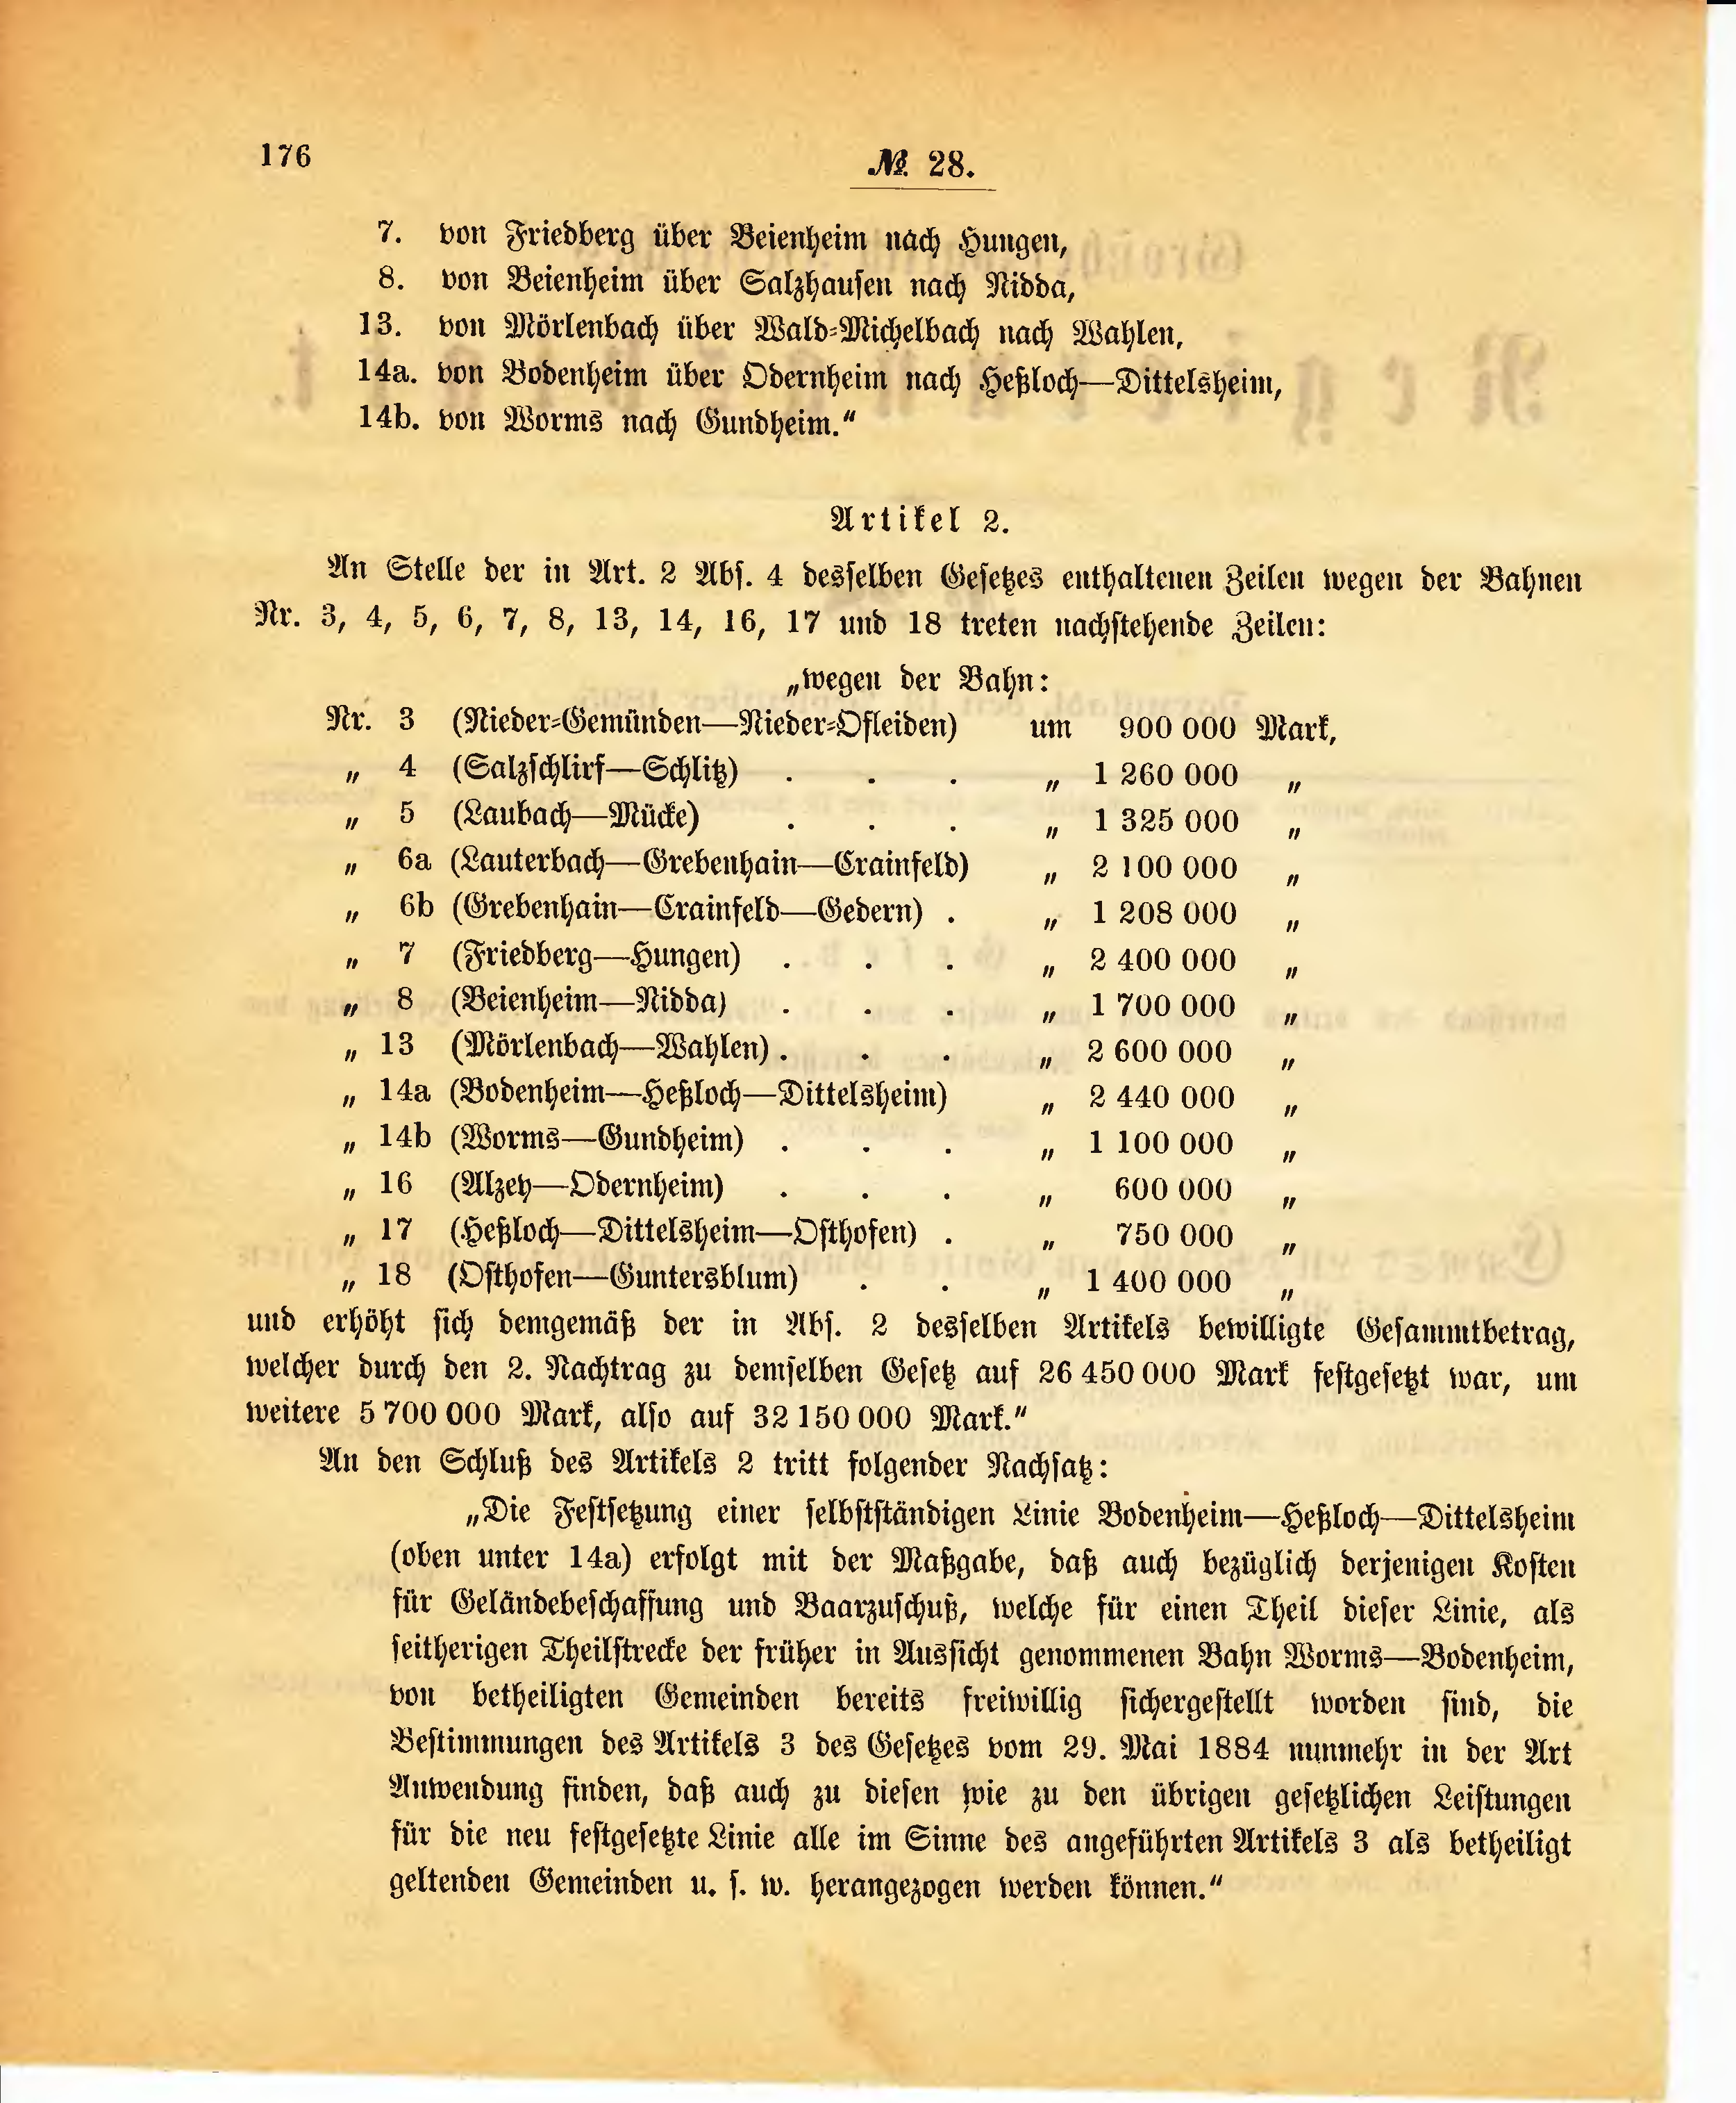 176
№ 28.
7. von Friedberg über Beienheim nach Hungen,
8. von Beienheim über Salzhausen nach Nidda,
13. von Mörlenbach über Wald-Michelbach nach Wahlen,
14a. von Bodenheim über Odernheim nach Heßloch—Dittelsheim,
14b. von Worms nach Gundheim.“
Artikel 2.
An Stelle der in Art. 2 Abs. 4 desselben Gesetzes enthaltenen Zeilen wegen der Bahnen
Nr. 3, 4, 5, 6, 7, 8, 13, 14, 16, 17 und 18 treten nachstehende Zeilen:
„wegen der Bahn:
Nr. 3 (Nieder-Gemünden—Nieder-Ofleiden) um 900 000 Mark,
„ 4 (Salzschlirf—Schlitz) . . . „ 1 260 000 „
„ 5 (Laubach—Mücke) . . . „ 1 325 000 „
„ 6a (Lauterbach—Grebenhain—Crainfeld) „ 2 100 000 „
„ 6b (Grebenhain—Crainfeld—Gedern) . „ 1 208 000 „
„ 7 (Friedberg—Hungen) . . . „ 2 400 000 „
„ 8 (Beienheim—Nidda) . . . „ 1 700 000 „
„ 13 (Mörlenbach—Wahlen) . . . „ 2 600 000 „
„ 14a (Bodenheim—Heßloch—Dittelsheim) „ 2 440 000 „
„ 14b (Worms—Gundheim) . . . „ 1 100 000 „
„ 16 (Alzey—Odernheim) . . . „ 600 000 „
„ 17 (Heßloch—Dittelsheim—Osthofen) . „ 750 000 „
„ 18 (Osthofen—Guntersblum) . . „ 1 400 000 „
und erhöht sich demgemäß der in Abs. 2 desselben Artikels bewilligte Gesammtbetrag,
welcher durch den 2. Nachtrag zu demselben Gesetz auf 26 450 000 Mark festgesetzt war, um
weitere 5 700 000 Mark, also auf 32 150 000 Mark.“
An den Schluß des Artikels 2 tritt folgender Nachsatz:
„Die Festsetzung einer selbstständigen Linie Bodenheim—Heßloch—Dittelsheim
(oben unter 14a) erfolgt mit der Maßgabe, daß auch bezüglich derjenigen Kosten
für Geländebeschaffung und Baarzuschuß, welche für einen Theil dieser Linie, als
seitherigen Theilstrecke der früher in Aussicht genommenen Bahn Worms—Bodenheim,
von betheiligten Gemeinden bereits freiwillig sichergestellt worden sind, die
Bestimmungen des Artikels 3 des Gesetzes vom 29. Mai 1884 nunmehr in der Art
Anwendung finden, daß auch zu diesen wie zu den übrigen gesetzlichen Leistungen
für die neu festgesetzte Linie alle im Sinne des angeführten Artikels 3 als betheiligt
geltenden Gemeinden u. s. w. herangezogen werden können.“